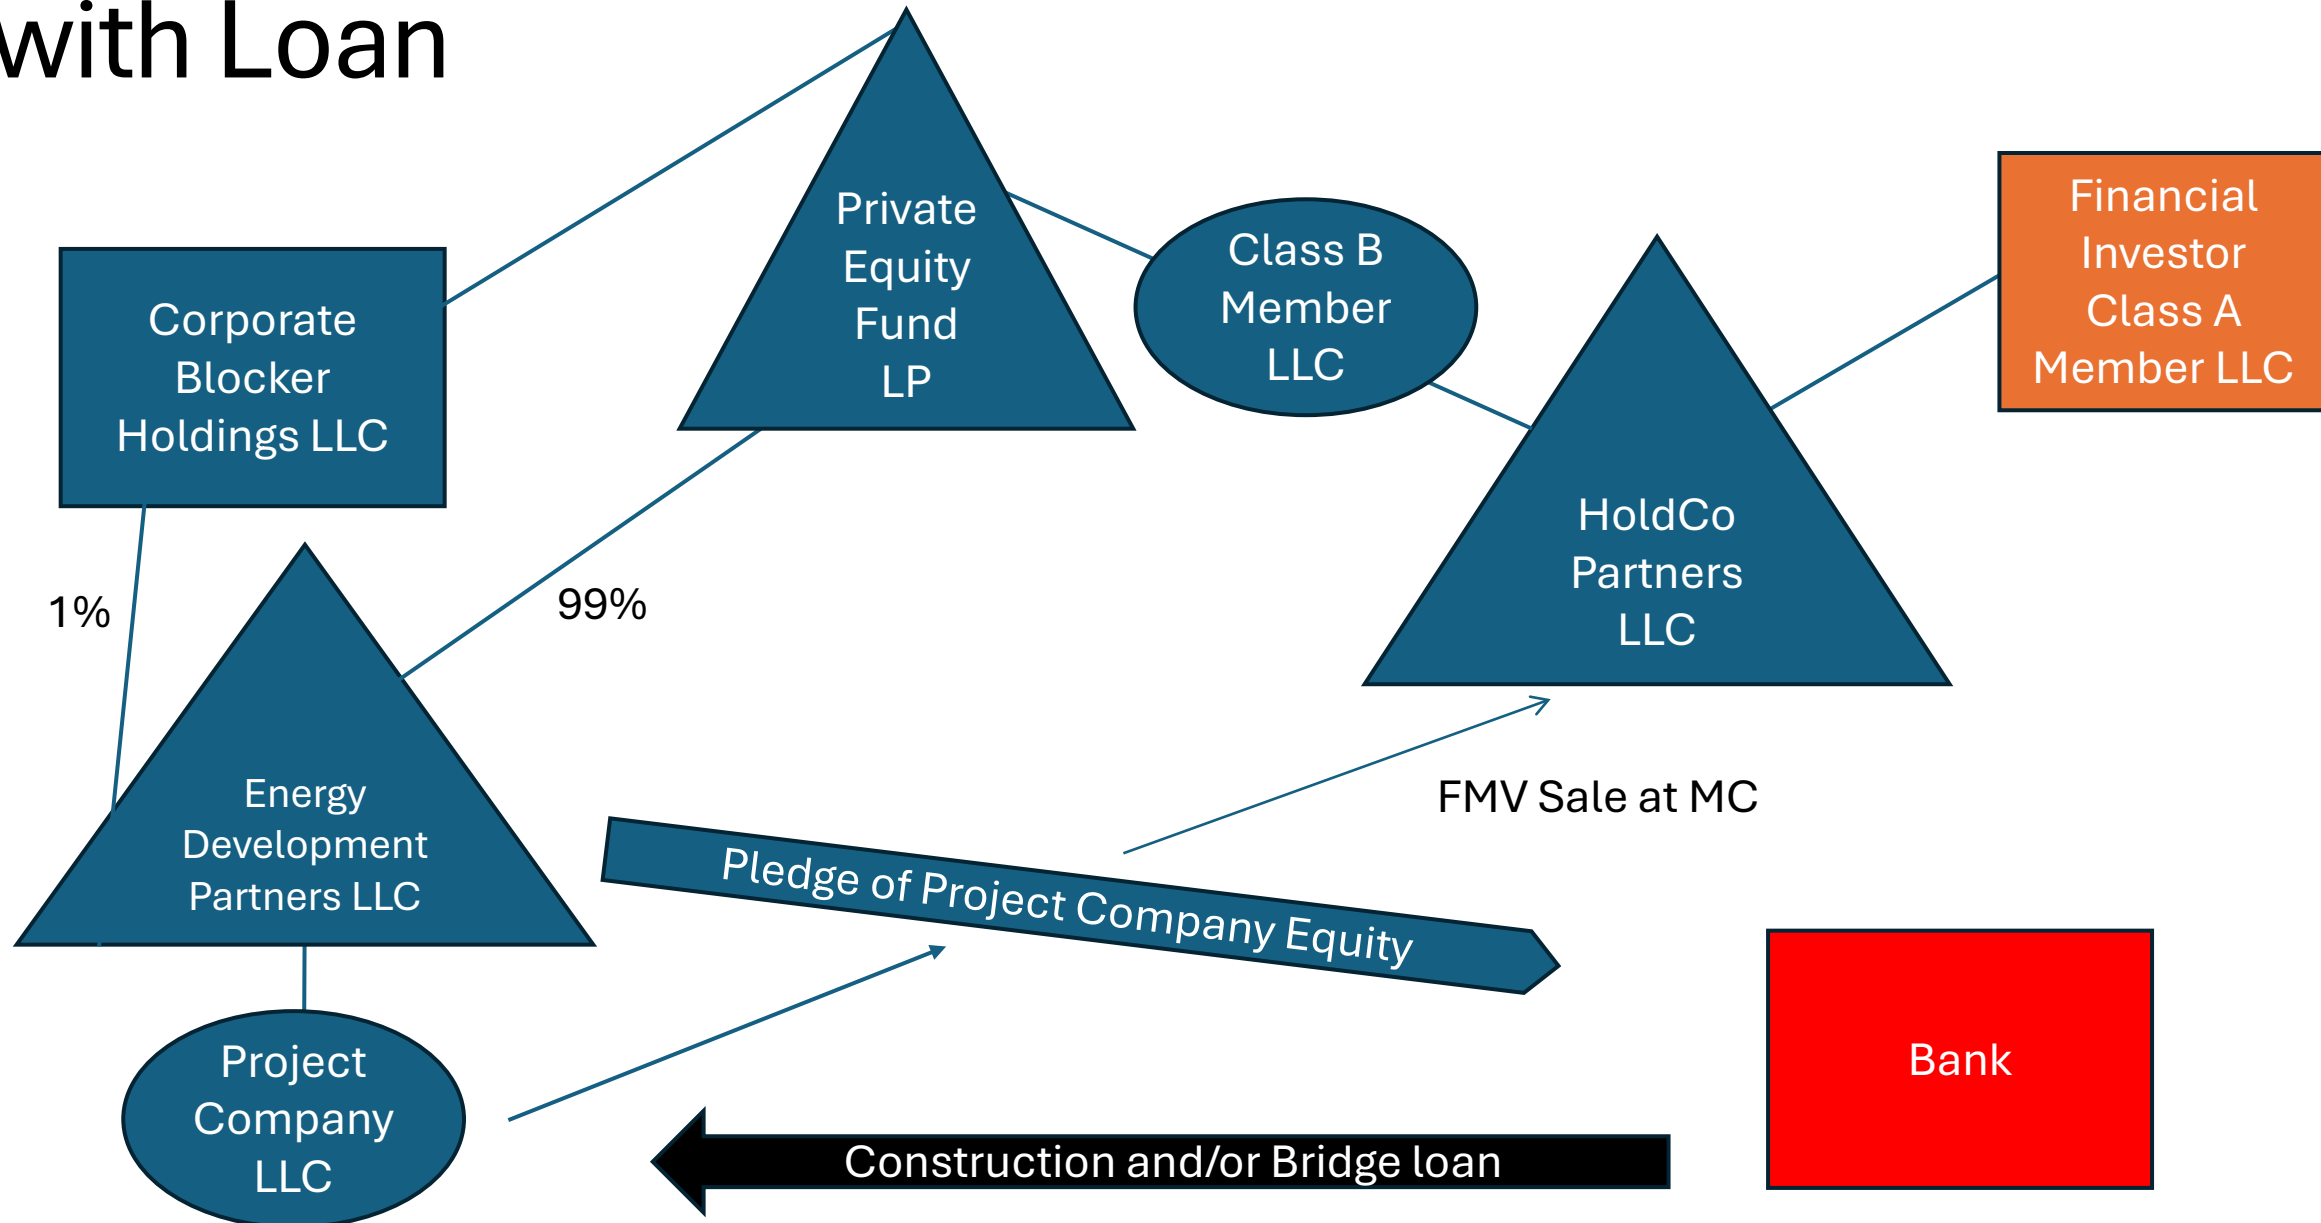 with Loan
Private
Equity
Fund
LP
Class B
Member
LLC
Financial
Investor
Class A
Member LLC
Corporate
Blocker
Holdings LLC
HoldCo
Partners
LLC
1%
99%
Energy
Development
Partners LLC
FMV Sale at MC
Pledge of Project Company Equity
Project
Company
LLC
Bank
Construction and/or Bridge loan